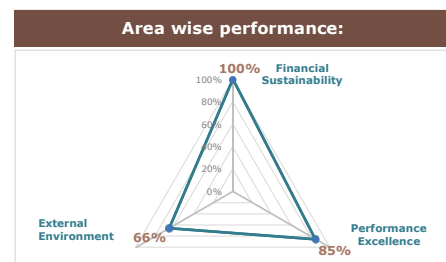 Area wise performance:
100%
Financial
Sustainability
100%
80%
60%
40%
20%
0%
External
Environment
66%
Performance
Excellence
85%